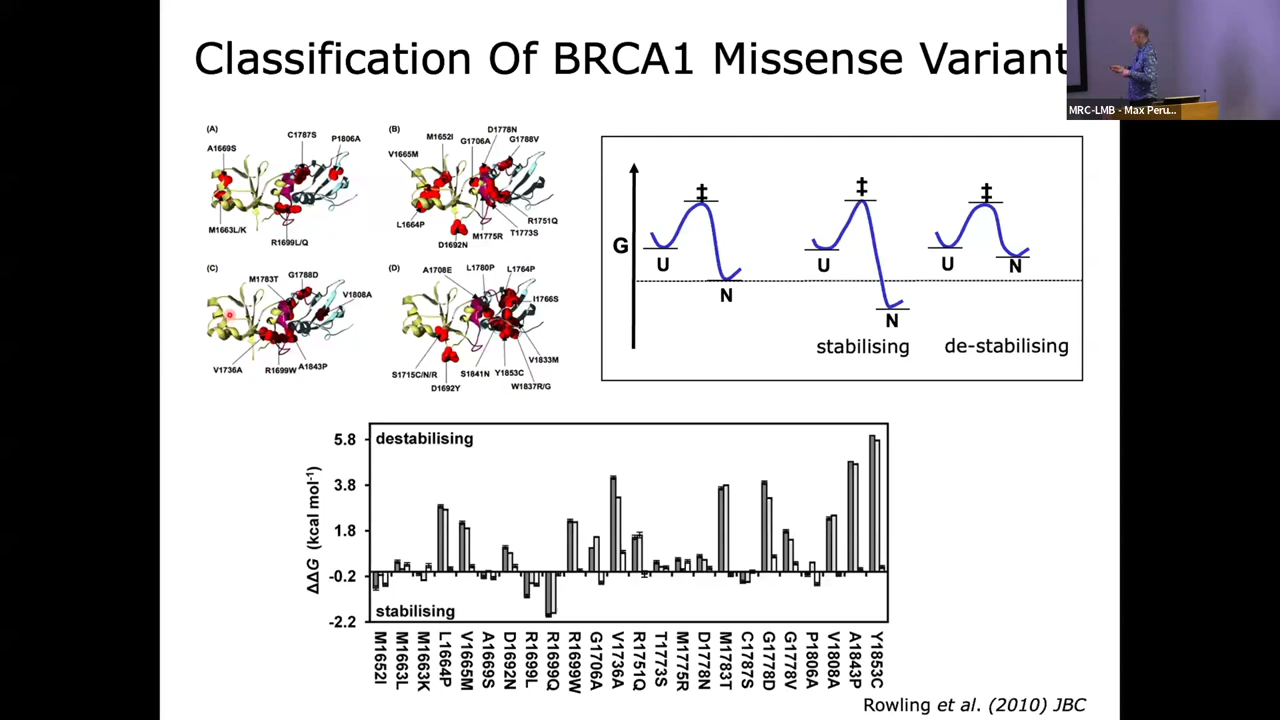 Classification Of BRCA1 Missense Variant
MRC-LMB - Max Peru...
(A)
A1669S
C1787S
P1806A
M1663L/K
R1699L/Q
(B)
M1652I
D1778N
G1706A
G1788V
V1665M
L1664P
R1751Q
T1773S
M1775R
D1692N
(C)
M1783T
G1788D
V1808A
V1736A
R1699W
A1843P
(D)
A1708E
L1780P
L1764P
I1766S
V1833M
S1715C/N/R
S1841N
Y1853C
D1692Y
W1837R/G
G
‡
‡
‡
U
N
U
N
U
N
stabilising
de-stabilising
destabilising
5.8
3.8
1.8
-0.2
-2.2
ΔΔG (kcal mol-1)
stabilising
M1652I
M1663L
M1663K
L1664P
V1665M
A1669S
D1692N
R1699L
R1699Q
R1699W
G1706A
V1736A
R1751Q
T1773S
M1775R
D1778N
M1783T
C1787S
G1778D
G1778V
P1806A
V1808A
A1843P
Y1853C
Rowling et al. (2010) JBC